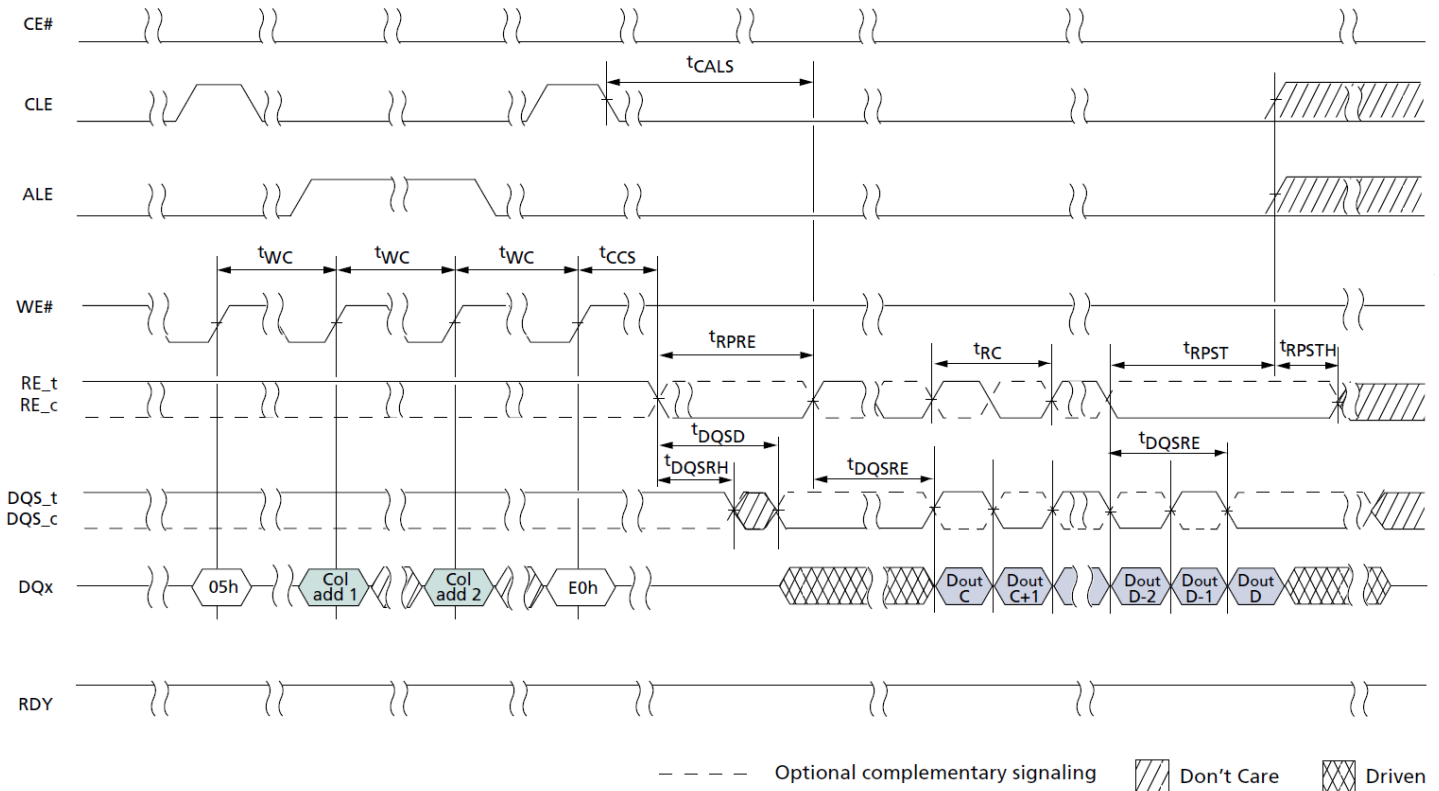 CE#
tCALS
CLE
ALE
tWC tWC tWC tCCS
WE#
tRPRE tRC tRPST tRPSTH
RE_t
RE_c
tDQSD
tDQSRH tDQSRE tDQSRE
DQS_t
DQS_c
DQx 05h Col add 1 Col add 2 E0h Dout C Dout C+1 Dout D-2 Dout D-1 Dout D
RDY
Optional complementary signaling Don't Care Driven